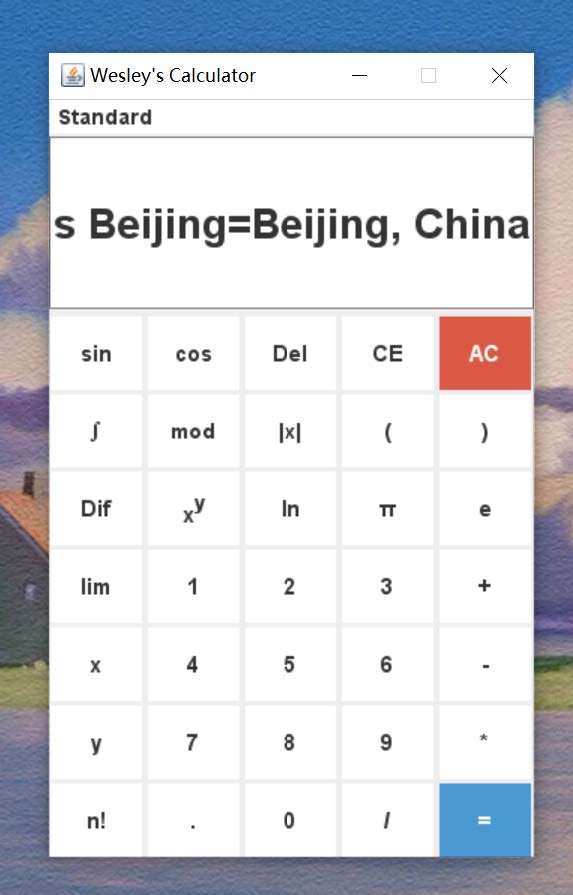 Wesley's Calculator
Standard
s Beijing=Beijing, China
sin cos Del CE AC
∫ mod |x| ( )
Dif xʸ ln π e
lim 1 2 3 +
x 4 5 6 -
y 7 8 9 *
n! . 0 / =